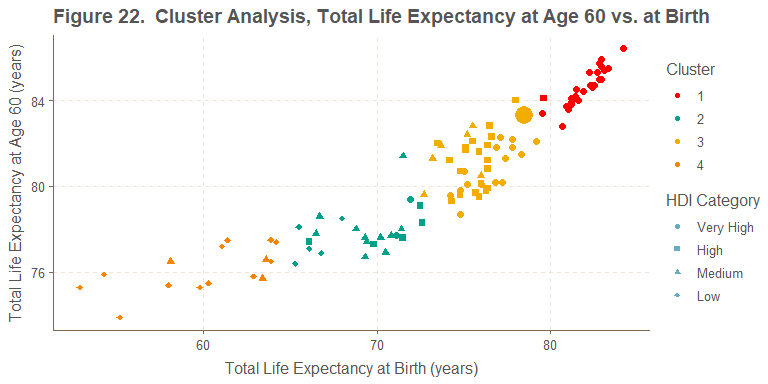 Figure 22. Cluster Analysis, Total Life Expectancy at Age 60 vs. at Birth
Total Life Expectancy at Age 60 (years)
84
80
76
60
70
80
Total Life Expectancy at Birth (years)
Cluster
1
2
3
4
HDI Category
Very High
High
Medium
Low